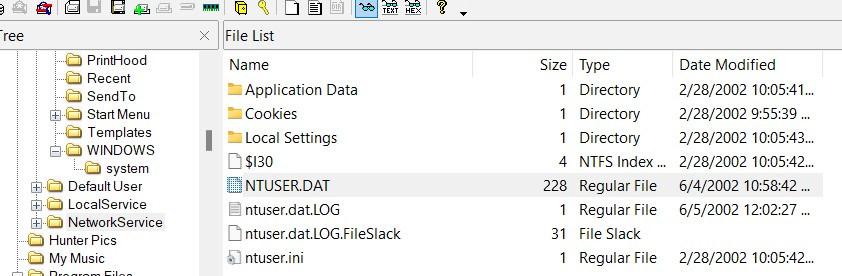 TEXT HEX
Tree × File List
PrintHood
Recent
SendTo
Start Menu
Templates
WINDOWS
system
Default User
LocalService
NetworkService
Hunter Pics
My Music
Program Files
Name Size Type Date Modified
Application Data 1 Directory 2/28/2002 10:05:41...
Cookies 1 Directory 2/28/2002 9:55:39 ...
Local Settings 1 Directory 2/28/2002 10:05:43...
$I30 4 NTFS Index ... 2/28/2002 10:05:42...
NTUSER.DAT 228 Regular File 6/4/2002 10:58:42 ...
ntuser.dat.LOG 1 Regular File 6/5/2002 12:02:27 ...
ntuser.dat.LOG.FileSlack 31 File Slack
ntuser.ini 1 Regular File 2/28/2002 10:05:42...